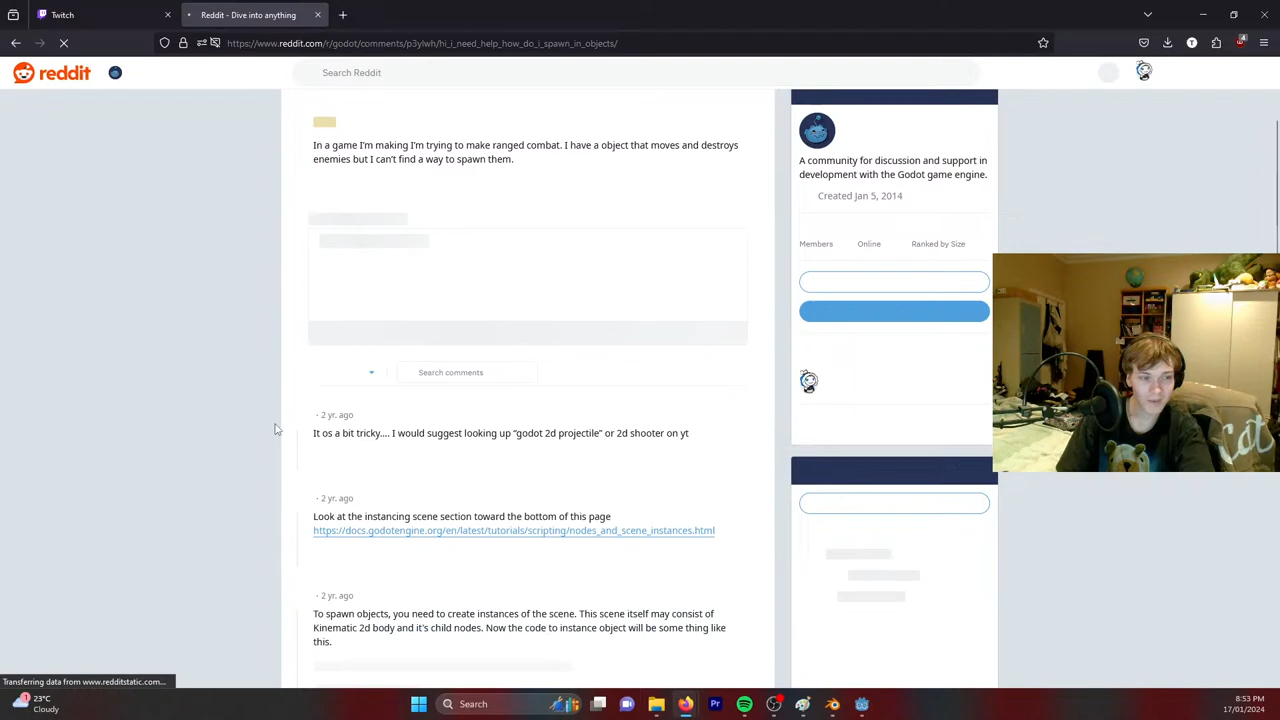 Twitch
Reddit - Dive into anything
https://www.reddit.com/r/godot/comments/p3ylwh/hi_i_need_help_how_do_i_spawn_in_objects/
4
reddit
Search Reddit
In a game I'm making I'm trying to make ranged combat. I have a object that moves and destroys
enemies but I can't find a way to spawn them.
A community for discussion and support in
development with the Godot game engine.
Created Jan 5, 2014
Members
Online
Ranked by Size
Search comments
· 2 yr. ago
It os a bit tricky.... I would suggest looking up "godot 2d projectile" or 2d shooter on yt
· 2 yr. ago
Look at the instancing scene section toward the bottom of this page
https://docs.godotengine.org/en/latest/tutorials/scripting/nodes_and_scene_instances.html
· 2 yr. ago
To spawn objects, you need to create instances of the scene. This scene itself may consist of
Kinematic 2d body and it's child nodes. Now the code to instance object will be some thing like
this.
Transferring data from www.redditstatic.com...
1
23°C
Cloudy
Search
Pr
8:53 PM
17/01/2024